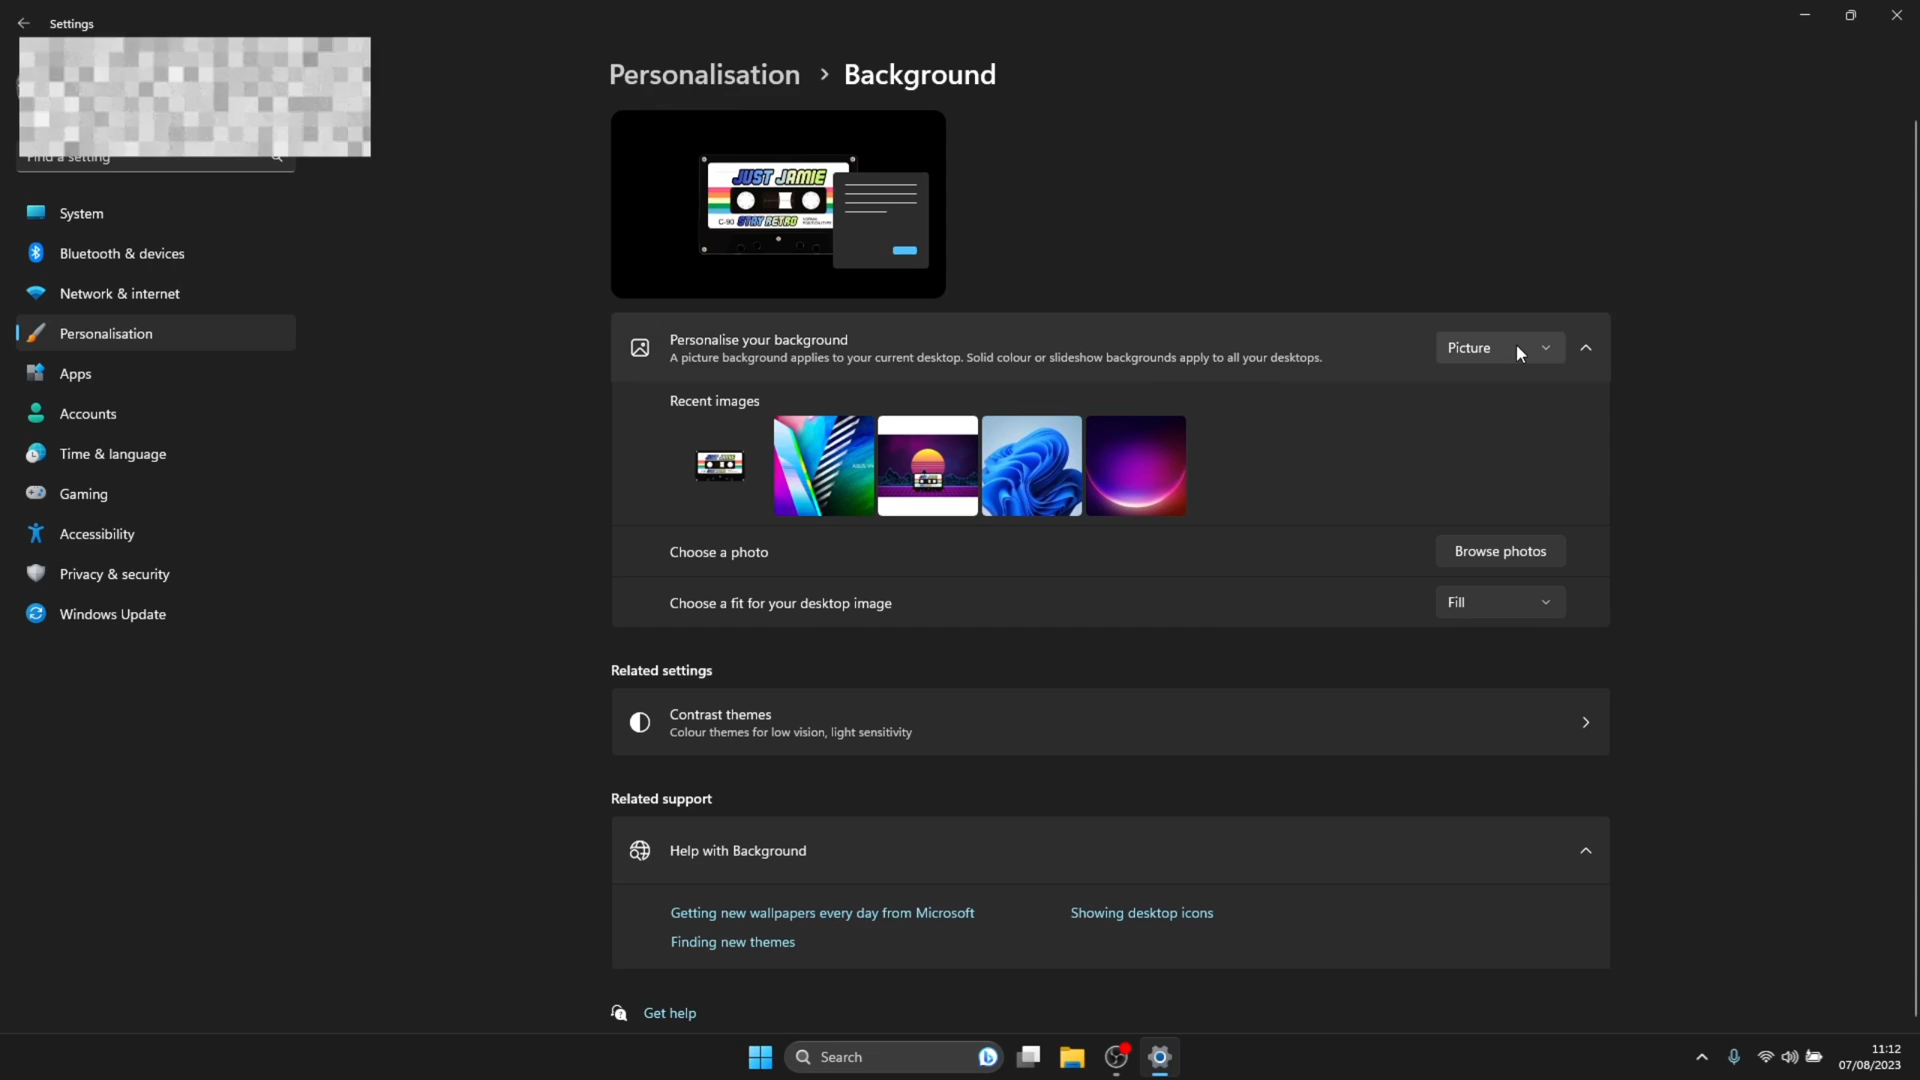 Settings
Personalisation > Background
Find a setting
JUST JAMIE
C-90 STAY RETRO
System
Bluetooth & devices
Network & internet
Personalisation
Apps
Accounts
Time & language
Gaming
Accessibility
Privacy & security
Windows Update
Personalise your background
A picture background applies to your current desktop. Solid colour or slideshow backgrounds apply to all your desktops.
Picture
Recent images
Choose a photo
Browse photos
Choose a fit for your desktop image
Fill
Related settings
Contrast themes
Colour themes for low vision, light sensitivity
Related support
Help with Background
Getting new wallpapers every day from Microsoft
Showing desktop icons
Finding new themes
Get help
Search
11:12
07/08/2023